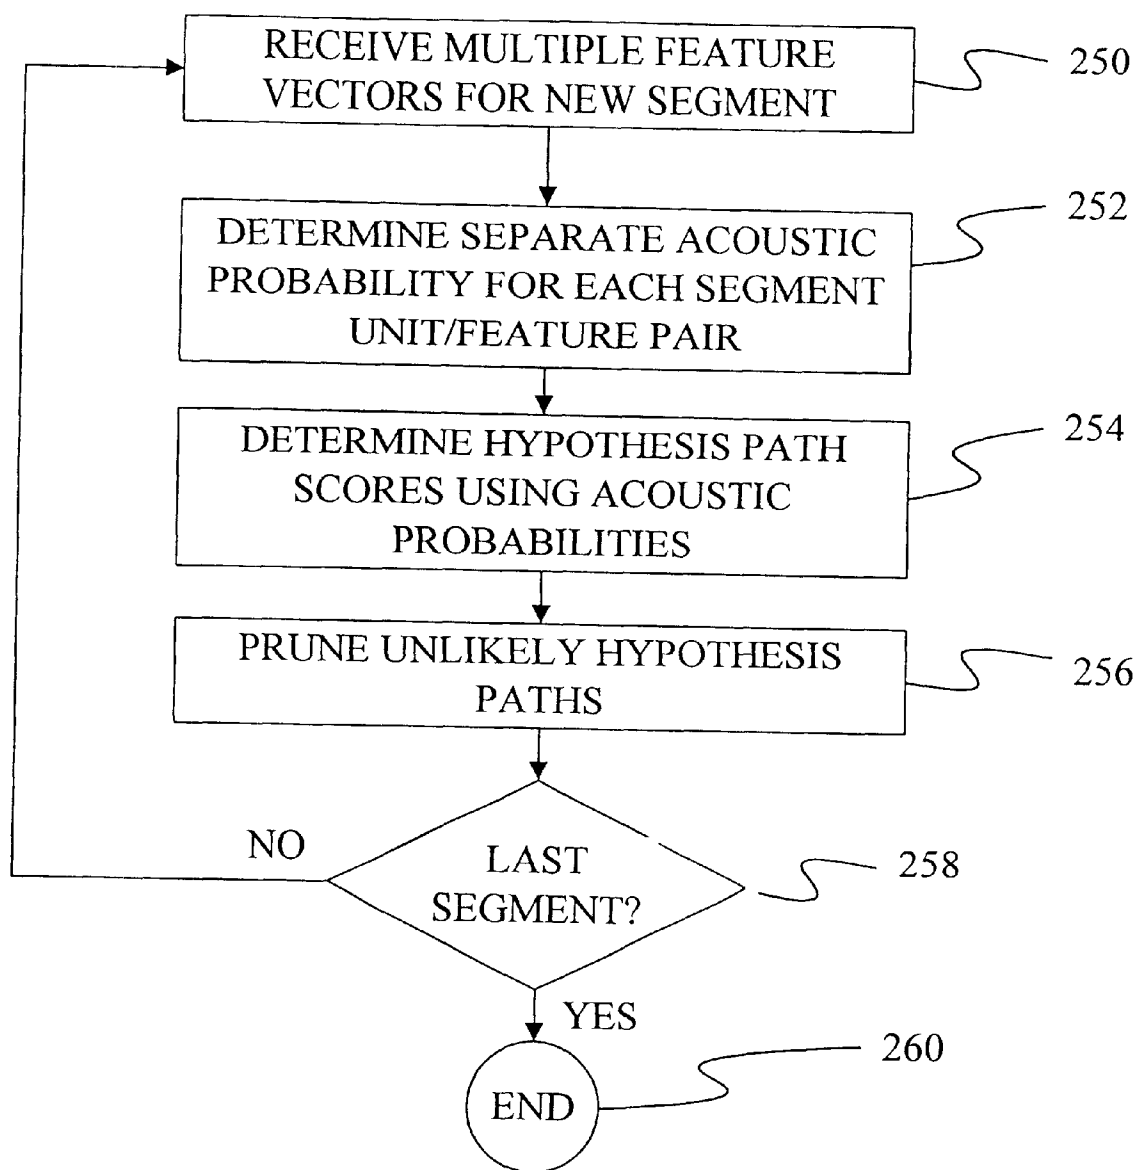 RECEIVE MULTIPLE FEATURE
VECTORS FOR NEW SEGMENT
250
DETERMINE SEPARATE ACOUSTIC
PROBABILITY FOR EACH SEGMENT
UNIT/FEATURE PAIR
252
DETERMINE HYPOTHESIS PATH
SCORES USING ACOUSTIC
PROBABILITIES
254
PRUNE UNLIKELY HYPOTHESIS
PATHS
256
NO
LAST
SEGMENT?
258
YES
END
260